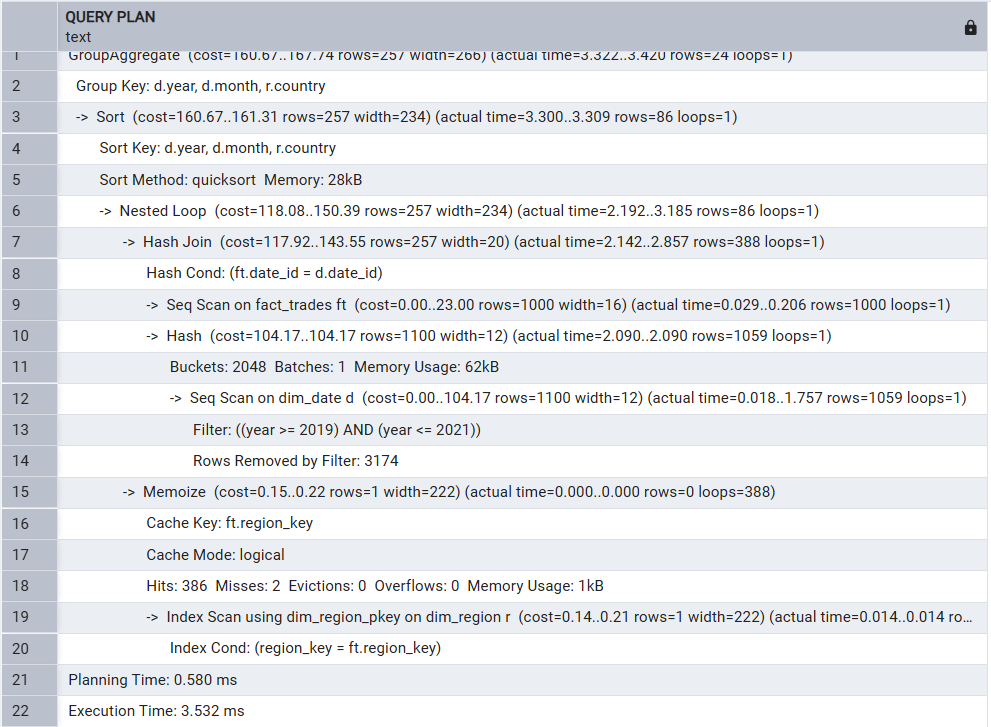 QUERY PLAN
text
1 GroupAggregate (cost=160.67..167.74 rows=257 width=266) (actual time=3.322..3.420 rows=24 loops=1)
2 Group Key: d.year, d.month, r.country
3 -> Sort (cost=160.67..161.31 rows=257 width=234) (actual time=3.300..3.309 rows=86 loops=1)
4 Sort Key: d.year, d.month, r.country
5 Sort Method: quicksort Memory: 28kB
6 -> Nested Loop (cost=118.08..150.39 rows=257 width=234) (actual time=2.192..3.185 rows=86 loops=1)
7 -> Hash Join (cost=117.92..143.55 rows=257 width=20) (actual time=2.142..2.857 rows=388 loops=1)
8 Hash Cond: (ft.date_id = d.date_id)
9 -> Seq Scan on fact_trades ft (cost=0.00..23.00 rows=1000 width=16) (actual time=0.029..0.206 rows=1000 loops=1)
10 -> Hash (cost=104.17..104.17 rows=1100 width=12) (actual time=2.090..2.090 rows=1059 loops=1)
11 Buckets: 2048 Batches: 1 Memory Usage: 62kB
12 -> Seq Scan on dim_date d (cost=0.00..104.17 rows=1100 width=12) (actual time=0.018..1.757 rows=1059 loops=1)
13 Filter: ((year >= 2019) AND (year <= 2021))
14 Rows Removed by Filter: 3174
15 -> Memoize (cost=0.15..0.22 rows=1 width=222) (actual time=0.000..0.000 rows=0 loops=388)
16 Cache Key: ft.region_key
17 Cache Mode: logical
18 Hits: 386 Misses: 2 Evictions: 0 Overflows: 0 Memory Usage: 1kB
19 -> Index Scan using dim_region_pkey on dim_region r (cost=0.14..0.21 rows=1 width=222) (actual time=0.014..0.014 ro...
20 Index Cond: (region_key = ft.region_key)
21 Planning Time: 0.580 ms
22 Execution Time: 3.532 ms